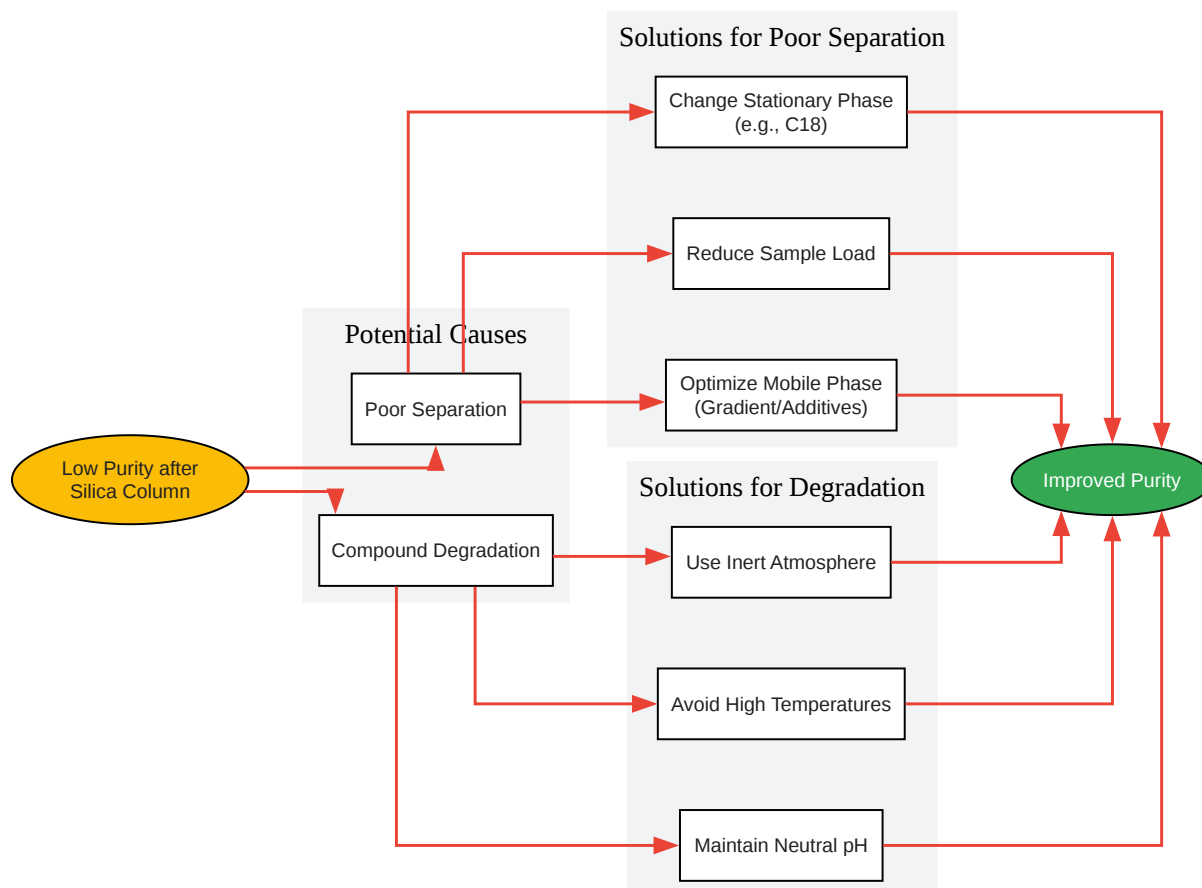 Solutions for Poor Separation
Change Stationary Phase
(e.g., C18)
Reduce Sample Load
Optimize Mobile Phase
(Gradient/Additives)
Potential Causes
Poor Separation
Compound Degradation
Low Purity after
Silica Column
Solutions for Degradation
Use Inert Atmosphere
Avoid High Temperatures
Maintain Neutral pH
Improved Purity